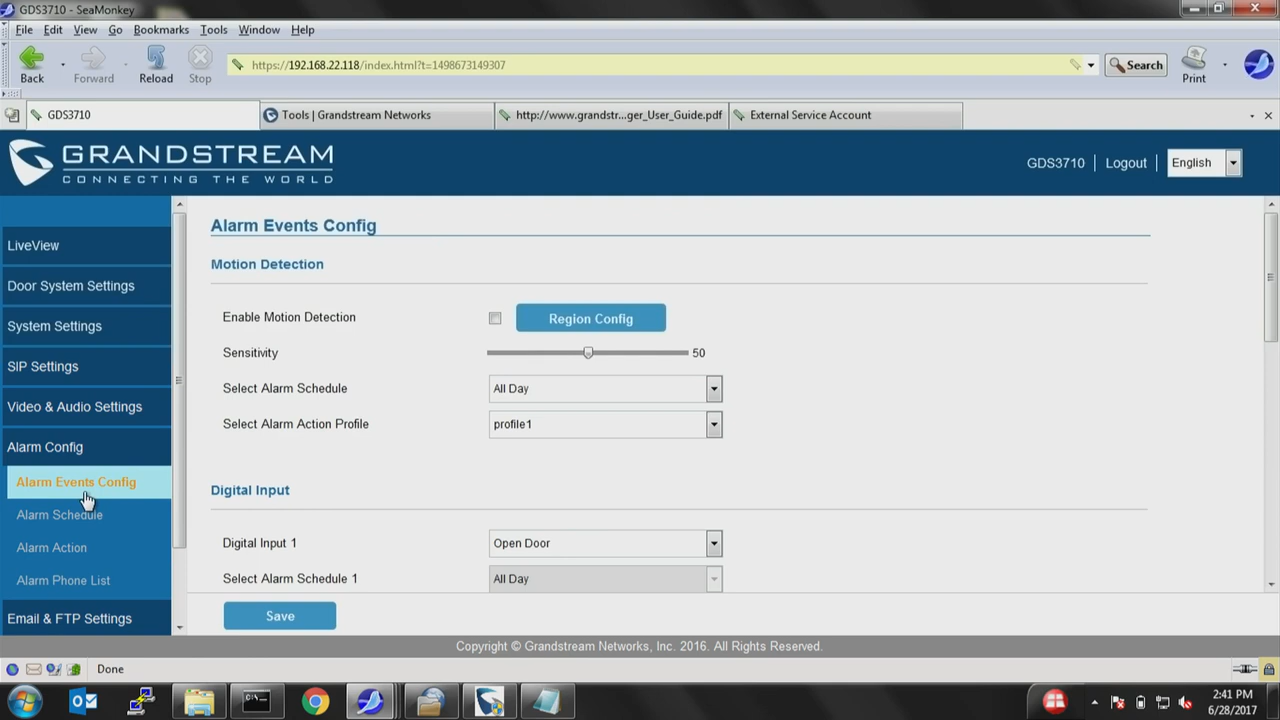 GDS3710 - SeaMonkey
File Edit View Go Bookmarks Tools Window Help
Back Forward Reload Stop https://192.168.22.118/index.html?t=1498673149307 Search Print
GDS3710 Tools | Grandstream Networks http://www.grandstr...ger_User_Guide.pdf External Service Account
GRANDSTREAM
CONNECTING THE WORLD
GDS3710 Logout English
LiveView
Door System Settings
System Settings
SIP Settings
Video & Audio Settings
Alarm Config
Alarm Events Config
Alarm Schedule
Alarm Action
Alarm Phone List
Email & FTP Settings
Alarm Events Config
Motion Detection
Enable Motion Detection Region Config
Sensitivity 50
Select Alarm Schedule All Day
Select Alarm Action Profile profile1
Digital Input
Digital Input 1 Open Door
Select Alarm Schedule 1 All Day
Save
Copyright © Grandstream Networks, Inc. 2016. All Rights Reserved.
Done
2:41 PM
6/28/2017